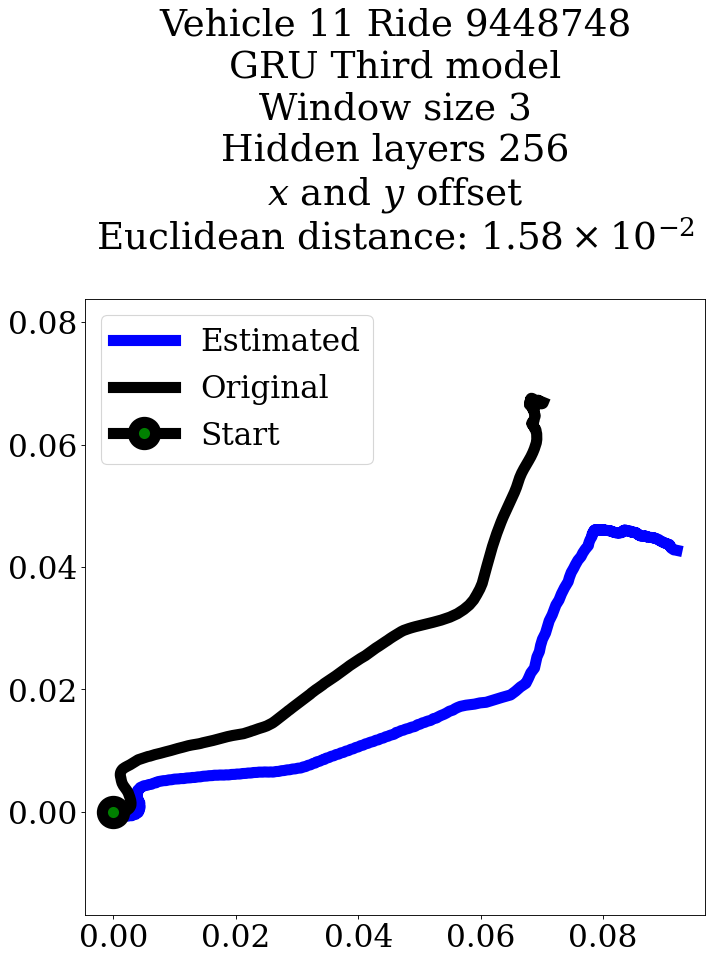 Vehicle 11 Ride 9448748
GRU Third model
Window size 3
Hidden layers 256
x and y offset
Euclidean distance: 1.58 × 10⁻²
Estimated
Original
Start
0.08
0.06
0.04
0.02
0.00
0.00 0.02 0.04 0.06 0.08